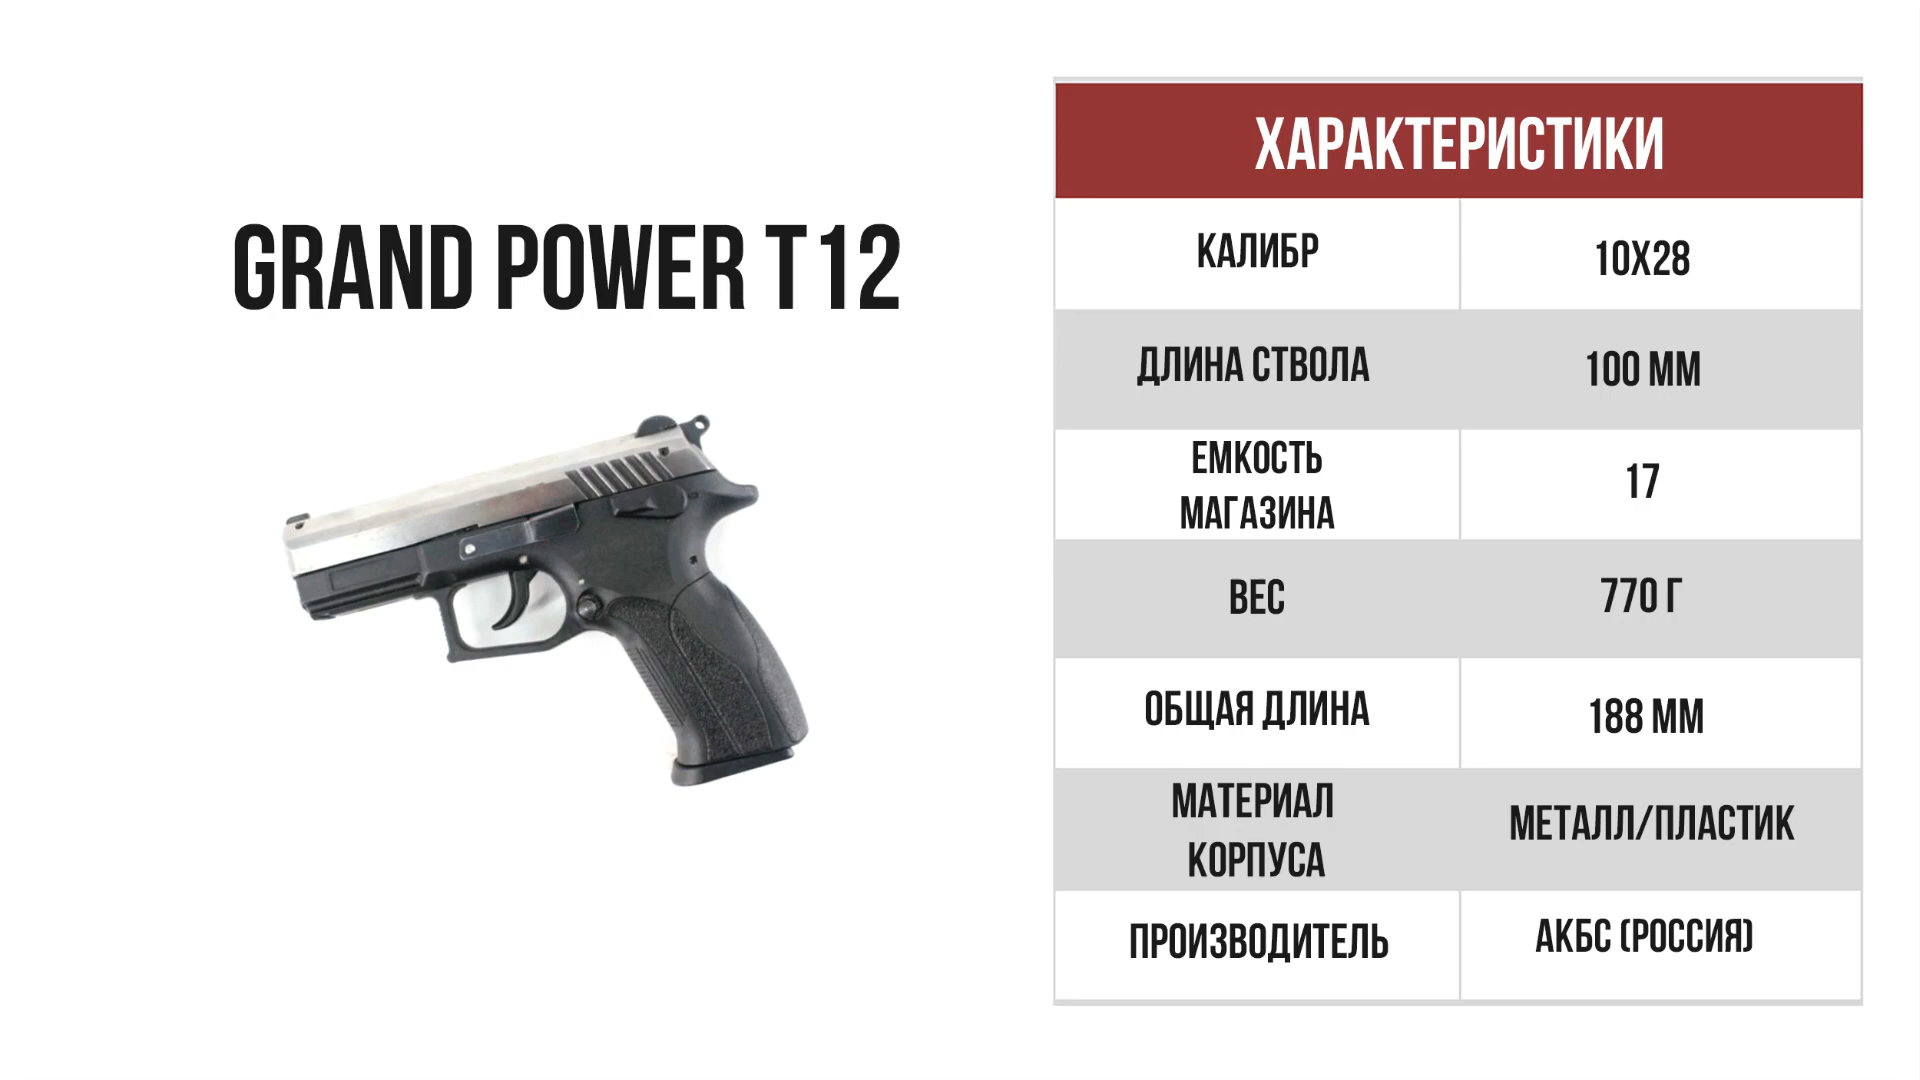 GRAND POWER T12
ХАРАКТЕРИСТИКИ
КАЛИБР
10X28
ДЛИНА СТВОЛА
100 ММ
ЕМКОСТЬ
МАГАЗИНА
17
ВЕС
770 Г
ОБЩАЯ ДЛИНА
188 ММ
МАТЕРИАЛ
КОРПУСА
МЕТАЛЛ/ПЛАСТИК
ПРОИЗВОДИТЕЛЬ
АКБС (РОССИЯ)